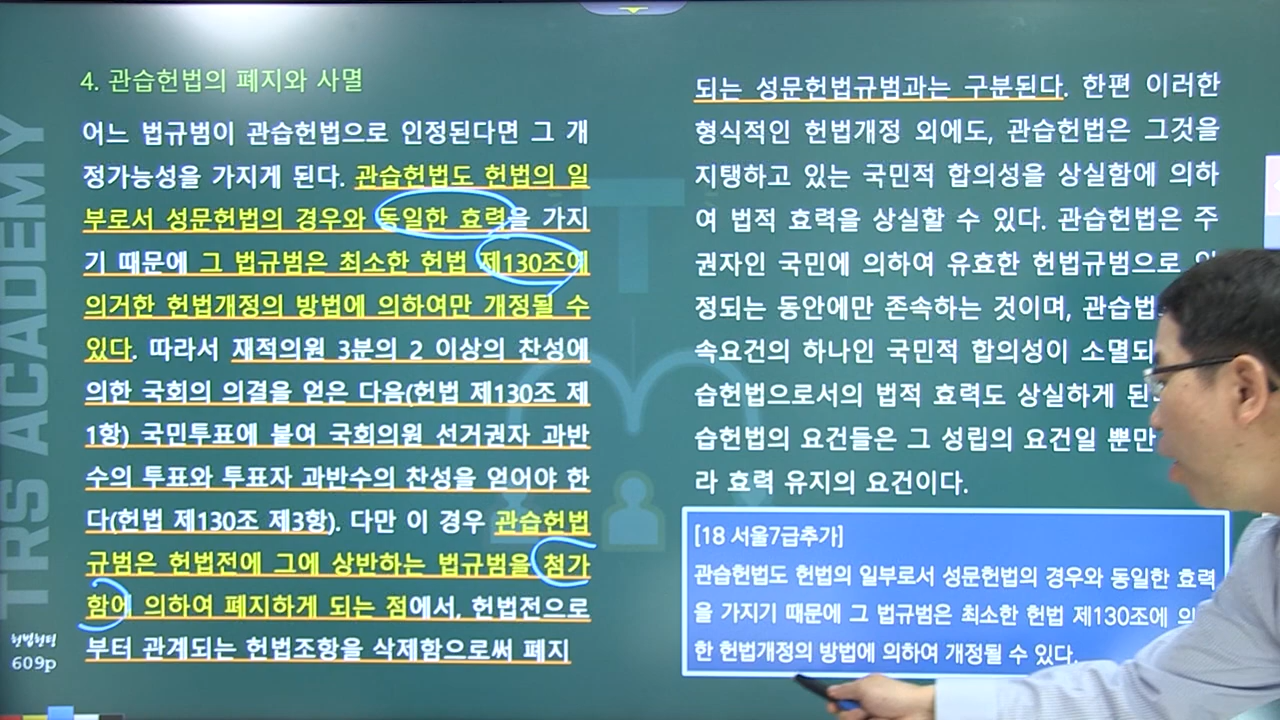 4. 관습헌법의 폐지와 사멸
어느 법규범이 관습헌법으로 인정된다면 그 개
정가능성을 가지게 된다. 관습헌법도 헌법의 일
부로서 성문헌법의 경우와 동일한 효력을 가지
기 때문에 그 법규범은 최소한 헌법 제130조에
의거한 헌법개정의 방법에 의하여만 개정될 수
있다. 따라서 재적의원 3분의 2 이상의 찬성에
의한 국회의 의결을 얻은 다음(헌법 제130조 제
1항) 국민투표에 붙여 국회의원 선거권자 과반
수의 투표와 투표자 과반수의 찬성을 얻어야 한
다(헌법 제130조 제3항). 다만 이 경우 관습헌법
규범은 헌법전에 그에 상반하는 법규범을 첨가
함에 의하여 폐지하게 되는 점에서, 헌법전으로
부터 관계되는 헌법조항을 삭제함으로써 폐지
되는 성문헌법규범과는 구분된다. 한편 이러한
형식적인 헌법개정 외에도, 관습헌법은 그것을
지탱하고 있는 국민적 합의성을 상실함에 의하
여 법적 효력을 상실할 수 있다. 관습헌법은 주
권자인 국민에 의하여 유효한 헌법규범으로
정되는 동안에만 존속하는 것이며, 관습법
속요건의 하나인 국민적 합의성이 소멸되
습헌법으로서의 법적 효력도 상실하게 된
습헌법의 요건들은 그 성립의 요건일 뿐만
라 효력 유지의 요건이다.
[18 서울7급추가]
관습헌법도 헌법의 일부로서 성문헌법의 경우와 동일한 효력
을 가지기 때문에 그 법규범은 최소한 헌법 제130조에 의
한 헌법개정의 방법에 의하여 개정될 수 있다.
TRS ACADEMY
609p